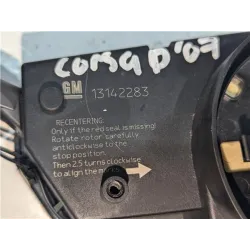 CORSA D'07
GM
13142283
RECENTERING:
Only if the red seal is missing!
Rotate rotor carefully
anticlockwise to the
stop position.
Then 2.5 turns clockwise
to align the